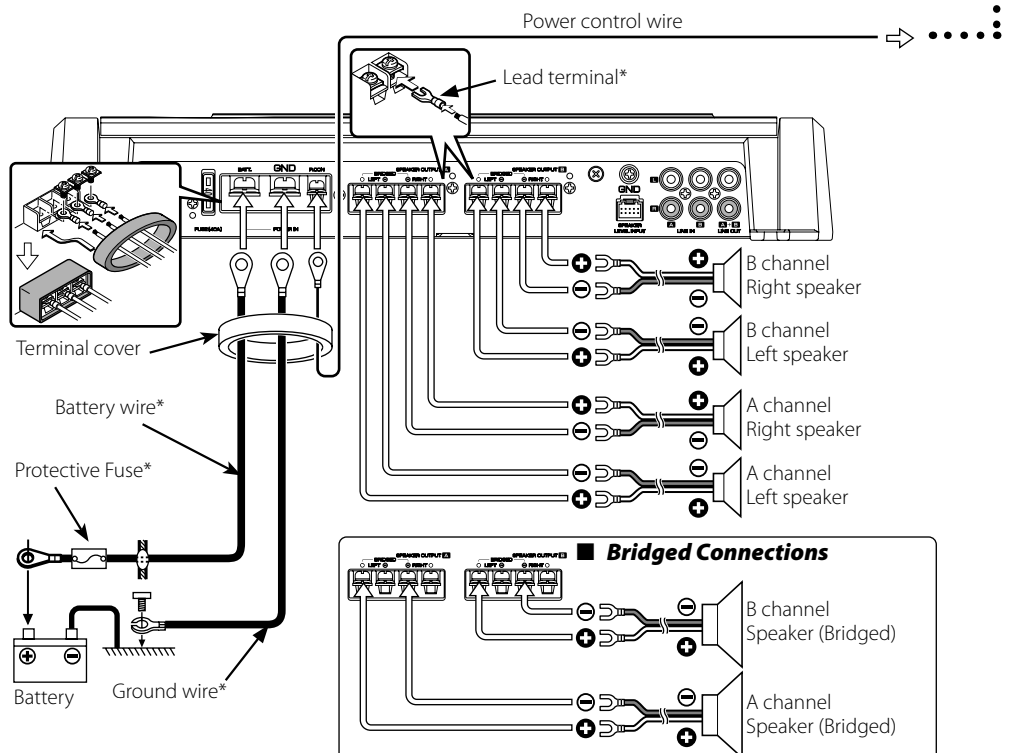 Power control wire
Lead terminal*
BATT. GND P.CON
FUSE(40A) POWER IN
SPEAKER OUTPUT A
BRIDGED
LEFT RIGHT
SPEAKER OUTPUT B
BRIDGED
LEFT RIGHT
GND
L
R
SPEAKER
LEVEL INPUT
A B A+B
LINE IN LINE OUT
B channel
Right speaker
Terminal cover
B channel
Left speaker
Battery wire*
A channel
Right speaker
Protective Fuse*
A channel
Left speaker
■ Bridged Connections
SPEAKER OUTPUT A
BRIDGED
LEFT RIGHT
SPEAKER OUTPUT B
BRIDGED
LEFT RIGHT
B channel
Speaker (Bridged)
Battery
Ground wire*
A channel
Speaker (Bridged)